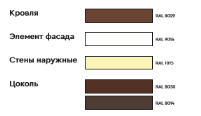 Кровля
RAL 8029
Элемент фасада
RAL 9016
Стены наружные
RAL 1015
Цоколь
RAL 8028
RAL 8014